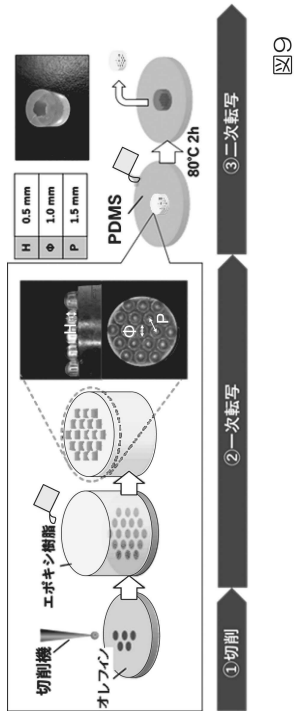 切削機
オレフィン
エポキシ樹脂
H
Φ
P
H 0.5 mm
Φ 1.0 mm
P 1.5 mm
PDMS
80℃ 2h
①切削
②一次転写
③二次転写
図9